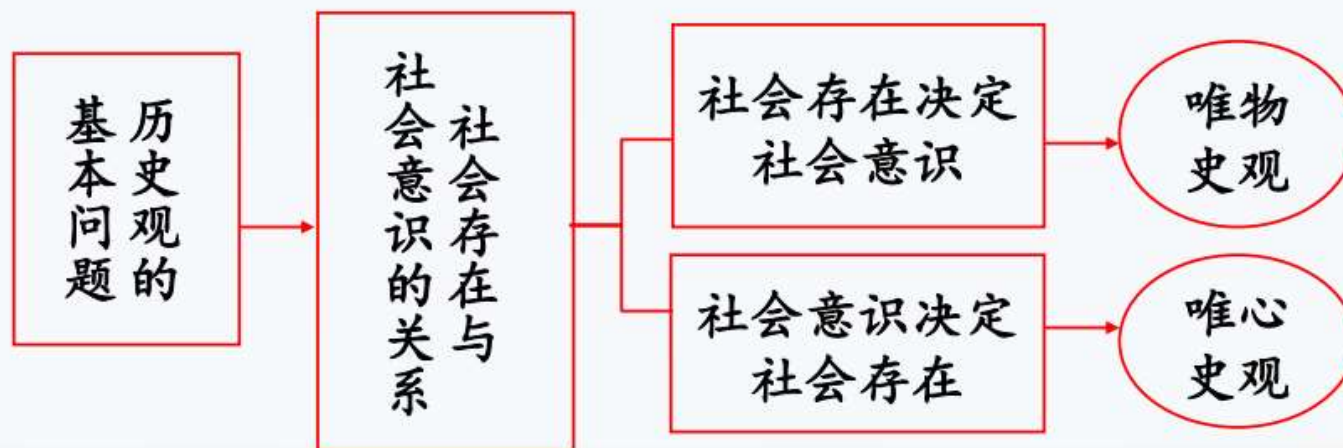 历史观的
基本问题
社会存在与
社会意识的关系
社会存在决定
社会意识
唯物
史观
社会意识决定
社会存在
唯心
史观